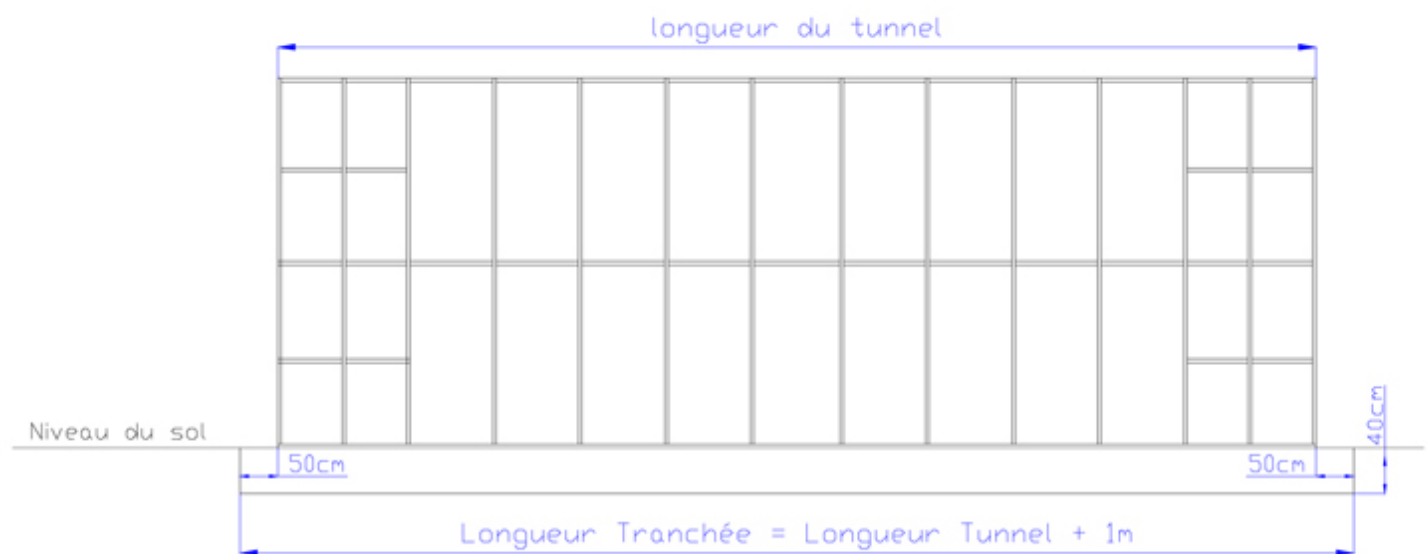 longueur du tunnel
Niveau du sol
40cm
50cm
50cm
Longueur Tranchée = Longueur Tunnel + 1m